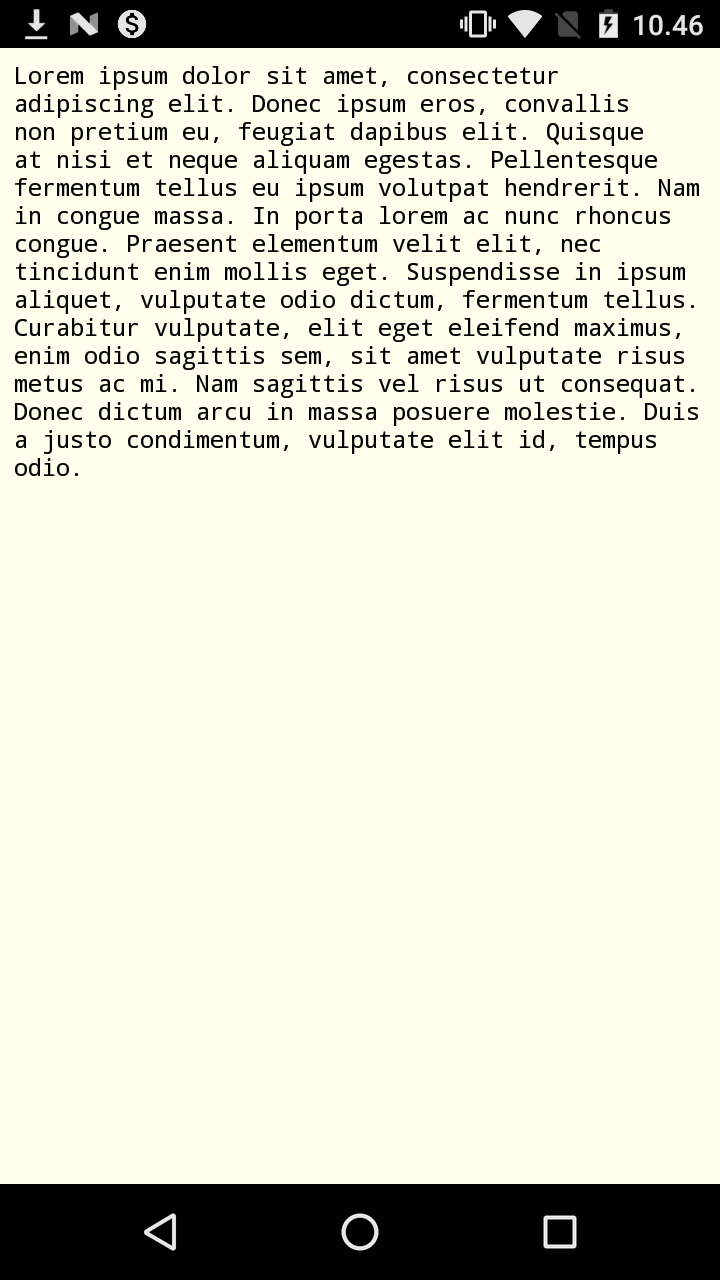 10.46
Lorem ipsum dolor sit amet, consectetur
adipiscing elit. Donec ipsum eros, convallis
non pretium eu, feugiat dapibus elit. Quisque
at nisi et neque aliquam egestas. Pellentesque
fermentum tellus eu ipsum volutpat hendrerit. Nam
in congue massa. In porta lorem ac nunc rhoncus
congue. Praesent elementum velit elit, nec
tincidunt enim mollis eget. Suspendisse in ipsum
aliquet, vulputate odio dictum, fermentum tellus.
Curabitur vulputate, elit eget eleifend maximus,
enim odio sagittis sem, sit amet vulputate risus
metus ac mi. Nam sagittis vel risus ut consequat.
Donec dictum arcu in massa posuere molestie. Duis
a justo condimentum, vulputate elit id, tempus
odio.